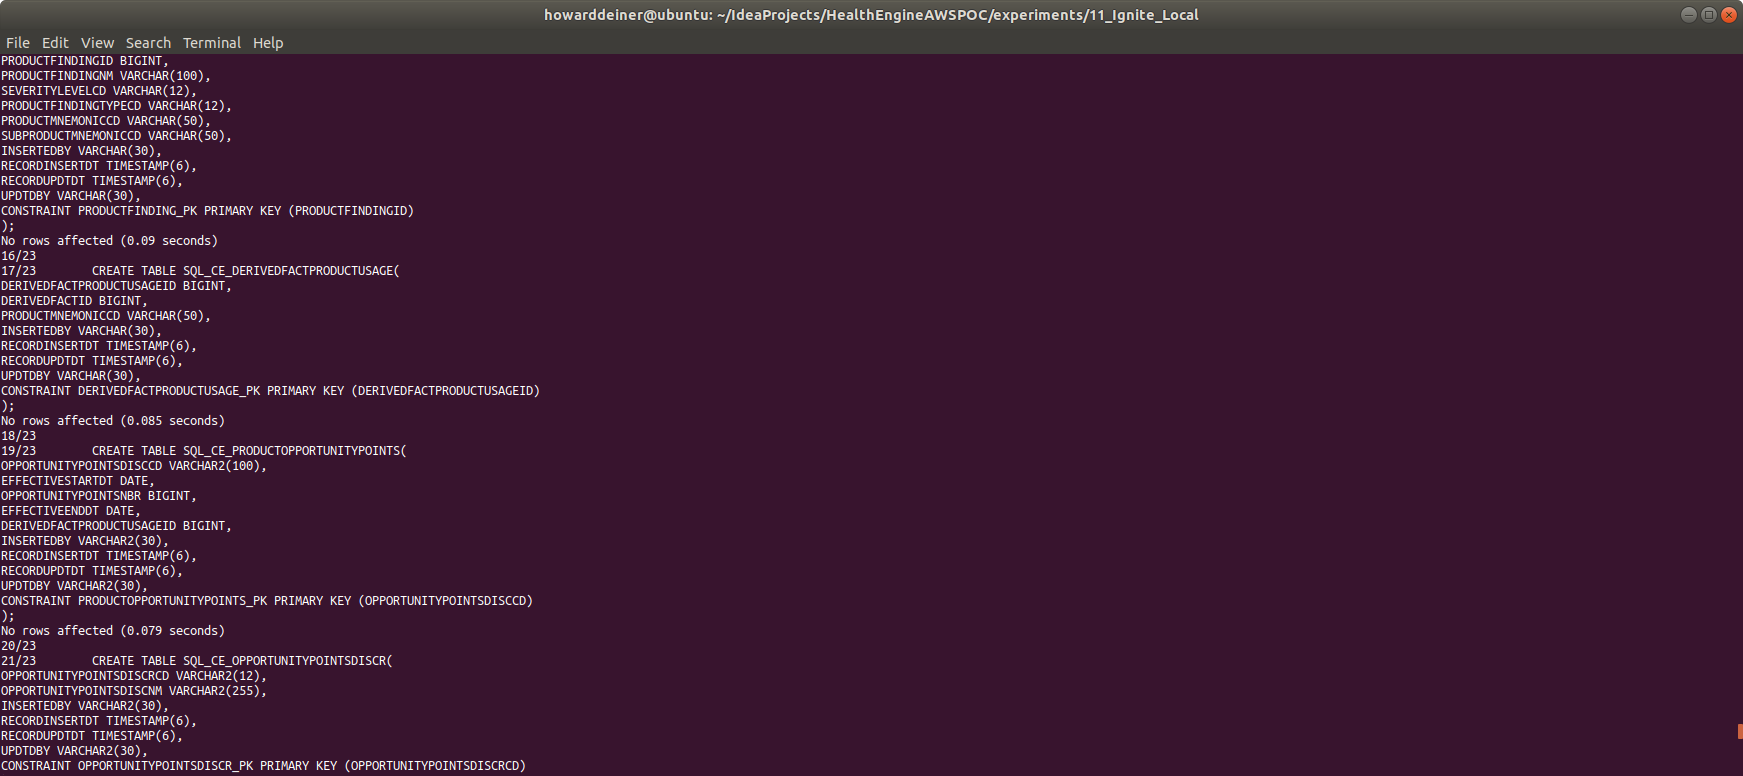 howarddeiner@ubuntu: ~/IdeaProjects/HealthEngineAWSPOC/experiments/11_Ignite_Local
File Edit View Search Terminal Help
PRODUCTFINDINGID BIGINT,
PRODUCTFINDINGNM VARCHAR(100),
SEVERITYLEVELCD VARCHAR(12),
PRODUCTFINDINGTYPECD VARCHAR(12),
PRODUCTMNEMONICCD VARCHAR(50),
SUBPRODUCTMNEMONICCD VARCHAR(50),
INSERTEDBY VARCHAR(30),
RECORDINSERTDT TIMESTAMP(6),
RECORDUPDTDT TIMESTAMP(6),
UPDTDBY VARCHAR(30),
CONSTRAINT PRODUCTFINDING_PK PRIMARY KEY (PRODUCTFINDINGID)
);
No rows affected (0.09 seconds)
16/23
17/23        CREATE TABLE SQL_CE_DERIVEDFACTPRODUCTUSAGE(
DERIVEDFACTPRODUCTUSAGEID BIGINT,
DERIVEDFACTID BIGINT,
PRODUCTMNEMONICCD VARCHAR(50),
INSERTEDBY VARCHAR(30),
RECORDINSERTDT TIMESTAMP(6),
RECORDUPDTDT TIMESTAMP(6),
UPDTDBY VARCHAR(30),
CONSTRAINT DERIVEDFACTPRODUCTUSAGE_PK PRIMARY KEY (DERIVEDFACTPRODUCTUSAGEID)
);
No rows affected (0.085 seconds)
18/23
19/23        CREATE TABLE SQL_CE_PRODUCTOPPORTUNITYPOINTS(
OPPORTUNITYPOINTSDISCCD VARCHAR2(100),
EFFECTIVESTARTDT DATE,
OPPORTUNITYPOINTSNBR BIGINT,
EFFECTIVEENDDT DATE,
DERIVEDFACTPRODUCTUSAGEID BIGINT,
INSERTEDBY VARCHAR2(30),
RECORDINSERTDT TIMESTAMP(6),
RECORDUPDTDT TIMESTAMP(6),
UPDTDBY VARCHAR2(30),
CONSTRAINT PRODUCTOPPORTUNITYPOINTS_PK PRIMARY KEY (OPPORTUNITYPOINTSDISCCD)
);
No rows affected (0.079 seconds)
20/23
21/23        CREATE TABLE SQL_CE_OPPORTUNITYPOINTSDISCR(
OPPORTUNITYPOINTSDISCRCD VARCHAR2(12),
OPPORTUNITYPOINTSDISCNM VARCHAR2(255),
INSERTEDBY VARCHAR2(30),
RECORDINSERTDT TIMESTAMP(6),
RECORDUPDTDT TIMESTAMP(6),
UPDTDBY VARCHAR2(30),
CONSTRAINT OPPORTUNITYPOINTSDISCR_PK PRIMARY KEY (OPPORTUNITYPOINTSDISCRCD)